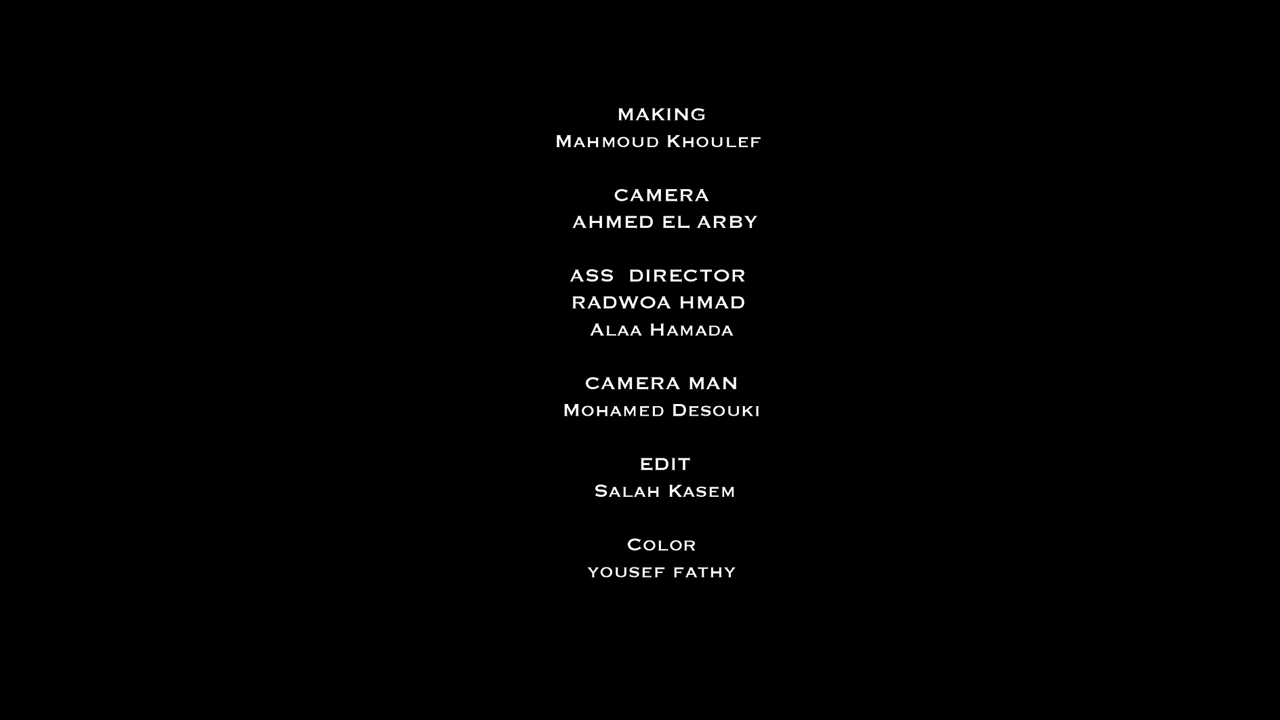 MAKING
Mahmoud Khoulef
CAMERA
AHMED EL ARBY
ASS DIRECTOR
RADWOA HMAD
Alaa Hamada
CAMERA MAN
Mohamed Desouki
EDIT
Salah Kasem
Color
YOUSEF FATHY